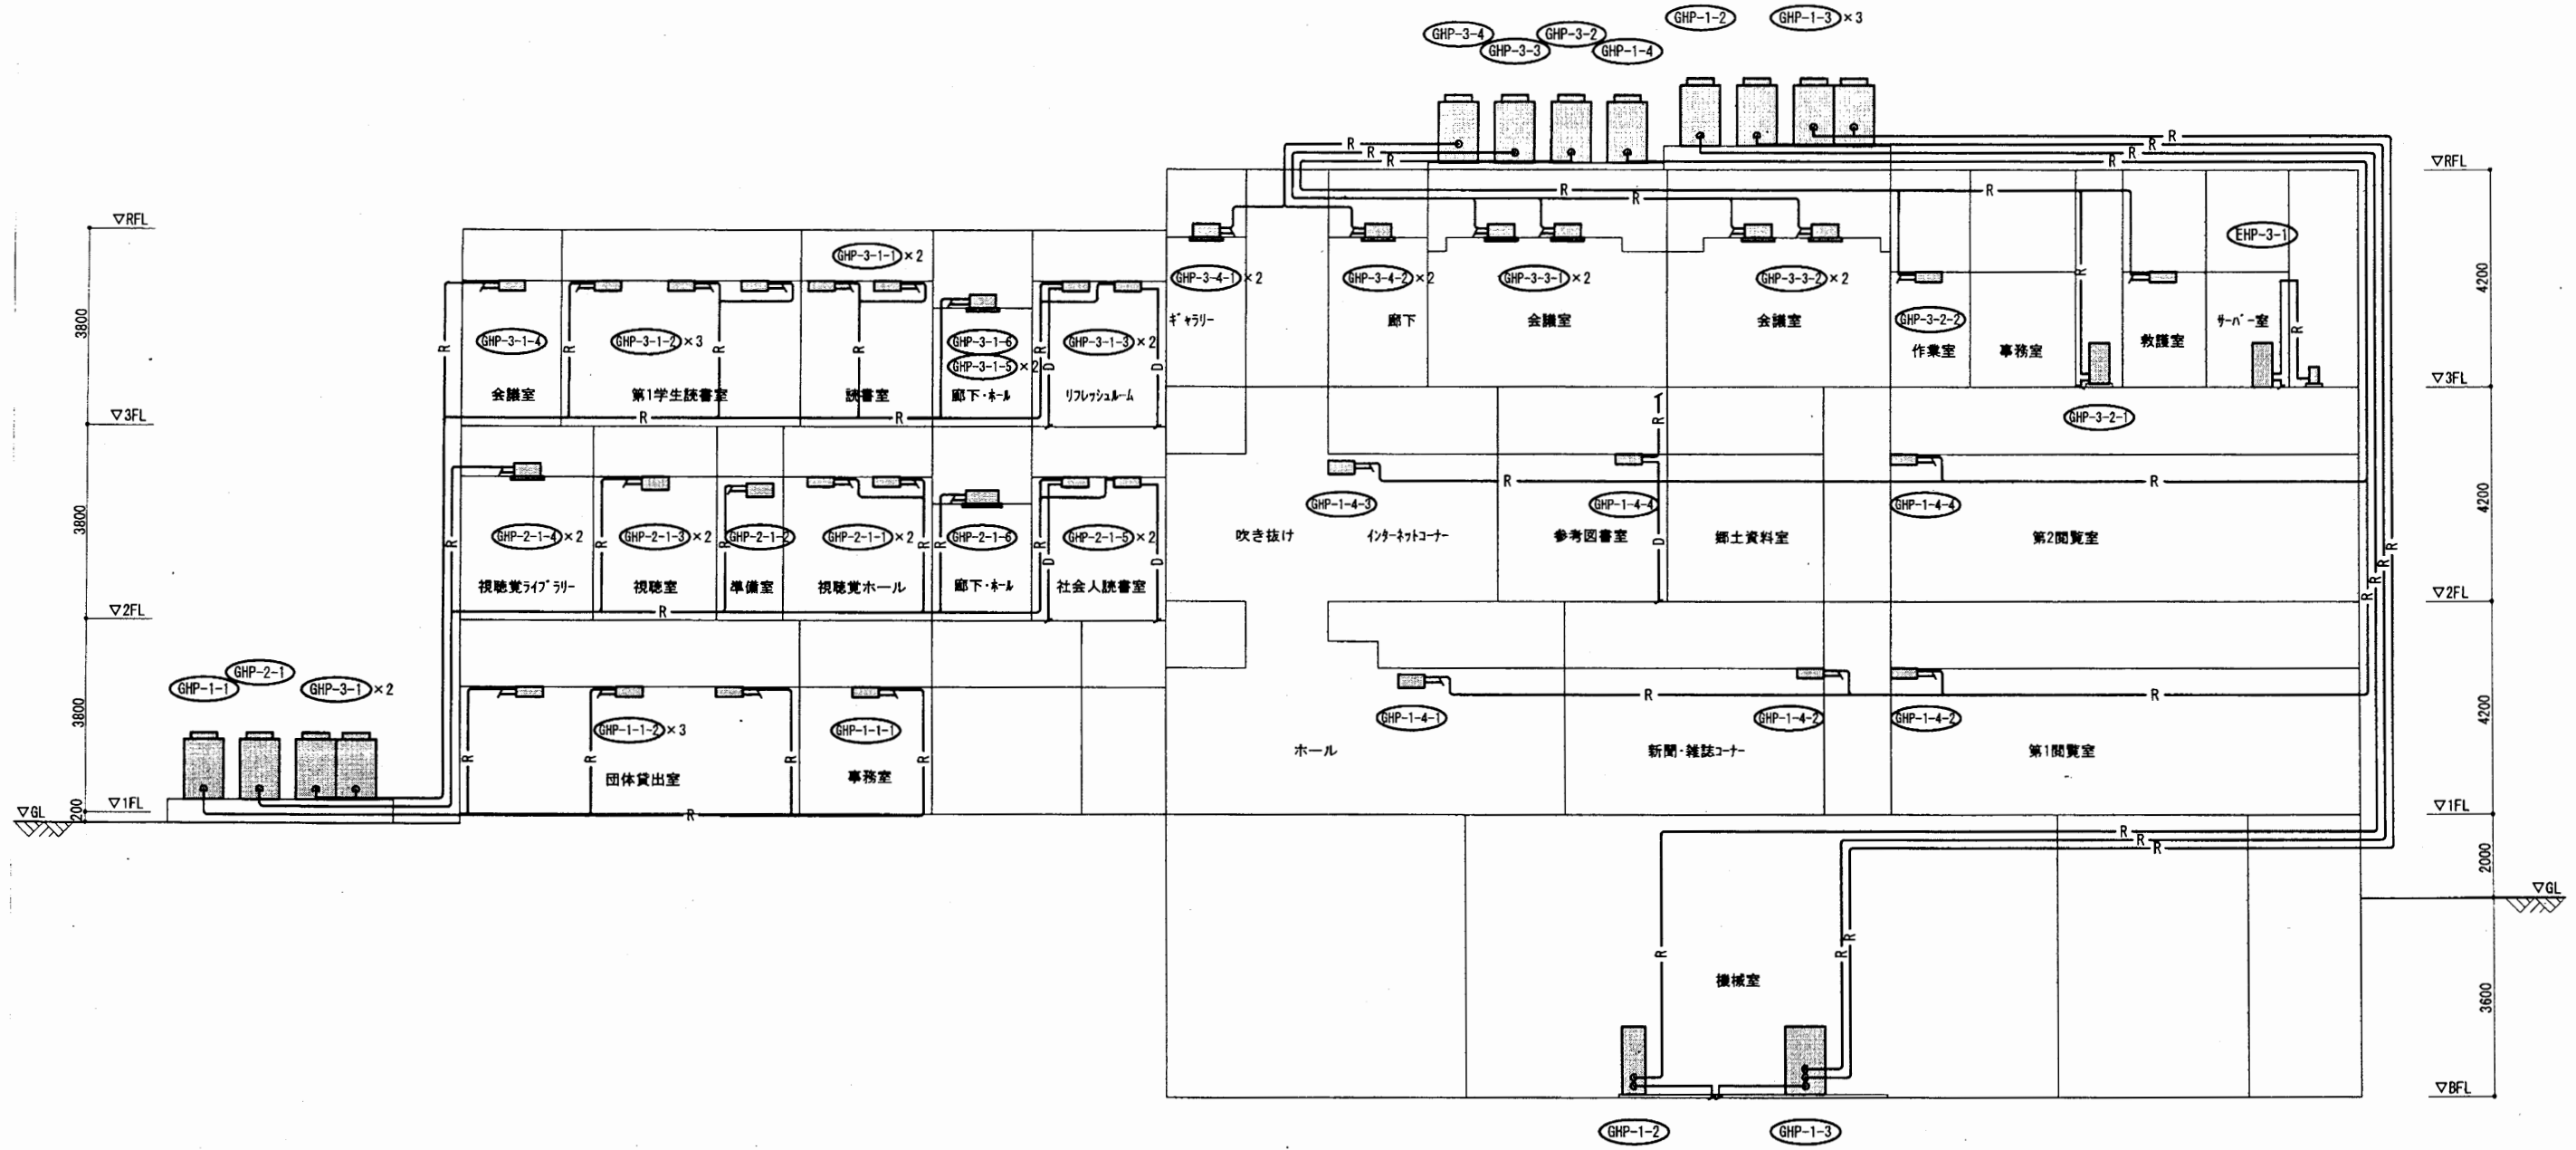 GHP-1-2
GHP-1-3 ×3
GHP-3-4
GHP-3-2
GHP-3-3
GHP-1-4
R
R
R
R
R
R
R
▽RFL
▽RFL
R
R
R
▽RFL
GHP-3-1-1 ×2
EHP-3-1
GHP-3-4-1 ×2
GHP-3-4-2 ×2
GHP-3-3-1 ×2
GHP-3-3-2 ×2
R
4200
ギャラリー
廊下
会議室
会議室
GHP-3-2-2
作業室
事務室
救護室
サーバー室
R
3800
R
GHP-3-1-4
R
GHP-3-1-2 ×3
R
R
GHP-3-1-6
GHP-3-1-5 ×2
R
D
GHP-3-1-3 ×2
D
会議室
第1学生読書室
読書室
廊下・ホール
リフレッシュルーム
▽3FL
▽3FL
R
R
R
GHP-3-2-1
R
R
GHP-1-4-3
GHP-1-4-4
GHP-1-4-4
4200
3800
R
GHP-2-1-4 ×2
R
GHP-2-1-3 ×2
R
GHP-2-1-2
GHP-2-1-1 ×2
R
R
GHP-2-1-6
R
D
GHP-2-1-5 ×2
D
吹き抜け
インターネットコーナー
参考図書室
D
郷土資料室
第2閲覧室
R
R
R
R
視聴覚ライブラリー
視聴室
準備室
視聴覚ホール
廊下・ホール
社会人読書室
▽2FL
▽2FL
R
GHP-2-1
GHP-1-1
GHP-3-1 ×2
R
R
GHP-1-4-1
GHP-1-4-2
GHP-1-4-2
4200
3800
GHP-1-1-2 ×3
GHP-1-1-1
R
R
R
R
団体貸出室
事務室
ホール
新聞・雑誌コーナー
第1閲覧室
▽GL
200
▽1FL
▽1FL
R
R
R
R
2000
▽GL
R
R
R
機械室
3600
▽BFL
GHP-1-2
GHP-1-3